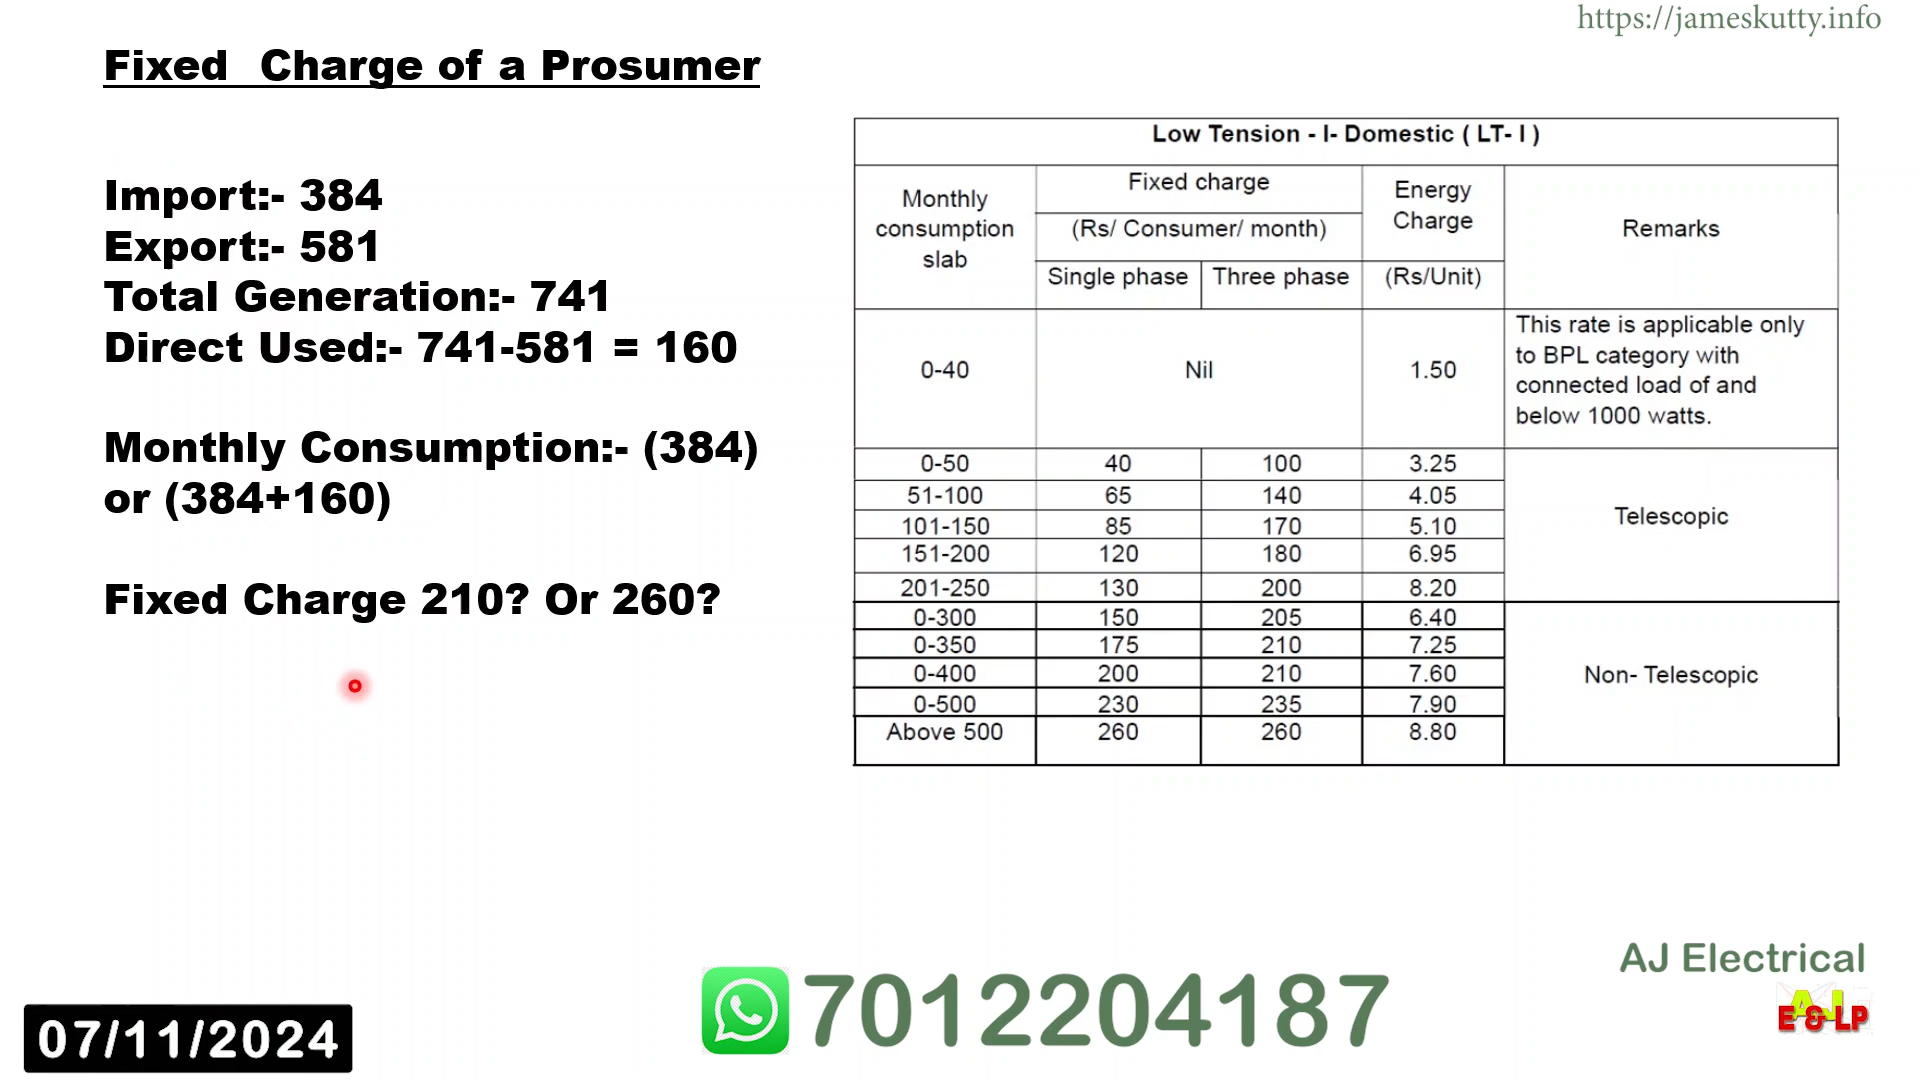 https://jameskutty.info
Fixed Charge of a Prosumer
Import:- 384
Export:- 581
Total Generation:- 741
Direct Used:- 741-581 = 160
Monthly Consumption:- (384)
or (384+160)
Fixed Charge 210? Or 260?
Low Tension - I- Domestic ( LT- I )
Monthly
consumption
slab
Fixed charge
(Rs/ Consumer/ month)
Single phase Three phase
Energy
Charge
(Rs/Unit)
Remarks
0-40 Nil 1.50
This rate is applicable only
to BPL category with
connected load of and
below 1000 watts.
0-50 40 100 3.25
51-100 65 140 4.05
101-150 85 170 5.10
151-200 120 180 6.95
201-250 130 200 8.20
Telescopic
0-300 150 205 6.40
0-350 175 210 7.25
0-400 200 210 7.60
0-500 230 235 7.90
Above 500 260 260 8.80
Non- Telescopic
AJ Electrical
AJ
E & LP
7012204187
07/11/2024